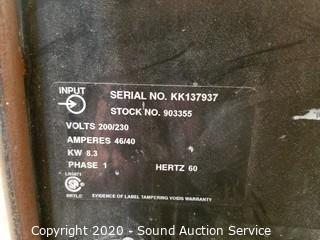 INPUT
SERIAL NO. KK137937
STOCK NO. 903355
VOLTS 200/230
AMPERES 46/40
KW 8.3
PHASE 1 HERTZ 60
EVIDENCE OF LABEL TAMPERING VOIDS WARRANTY
Copyright 2020 - Sound Auction Service